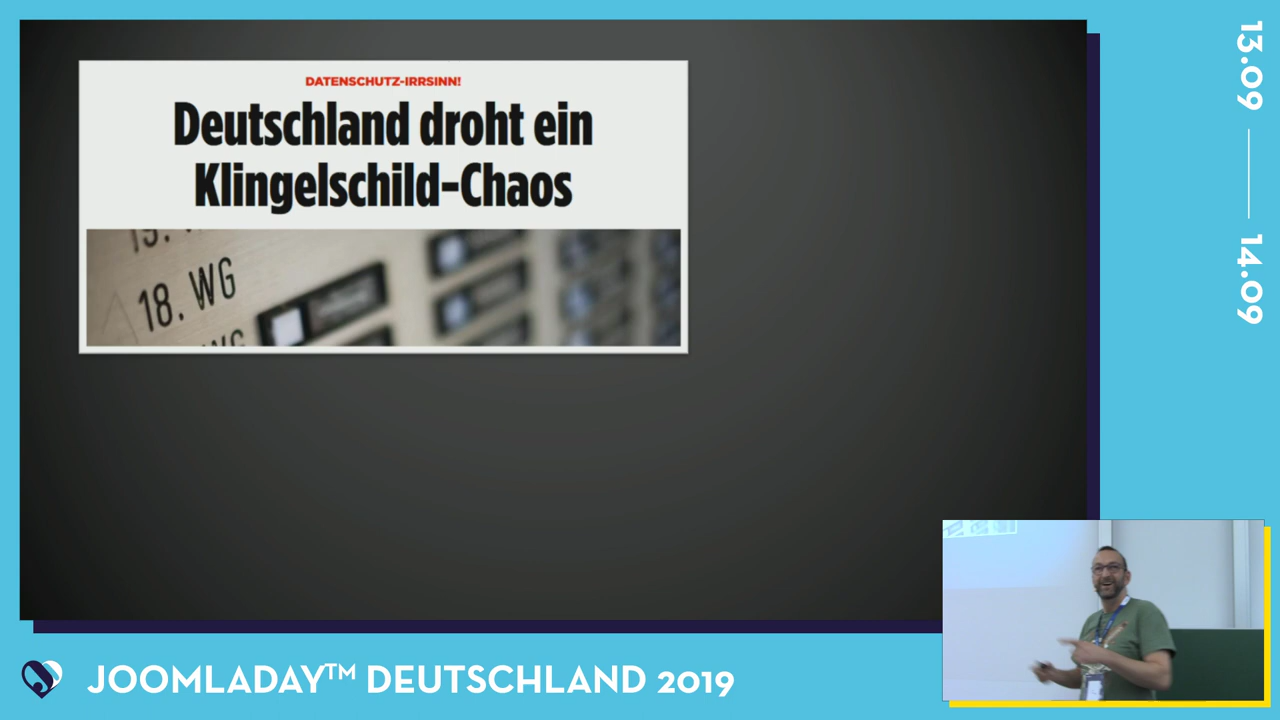 DATENSCHUTZ-IRRSINN!
Deutschland droht ein
Klingelschild-Chaos
18. WG
13.09
14.09
JOOMLADAY™ DEUTSCHLAND 2019